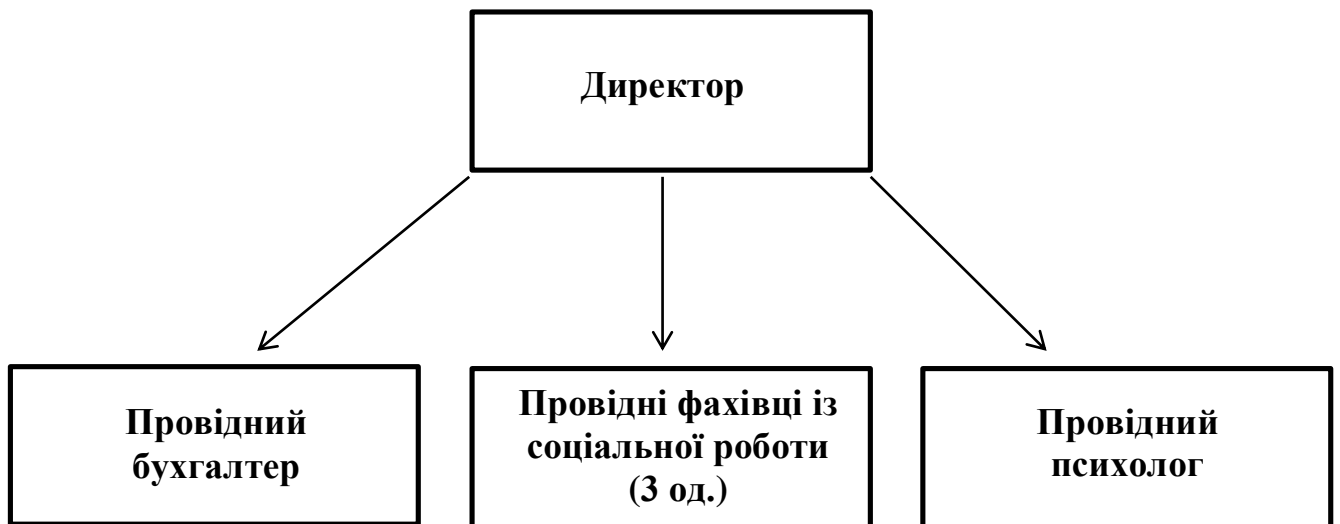 Директор
Провідний
бухгалтер
Провідні фахівці із
соціальної роботи
(3 од.)
Провідний
психолог